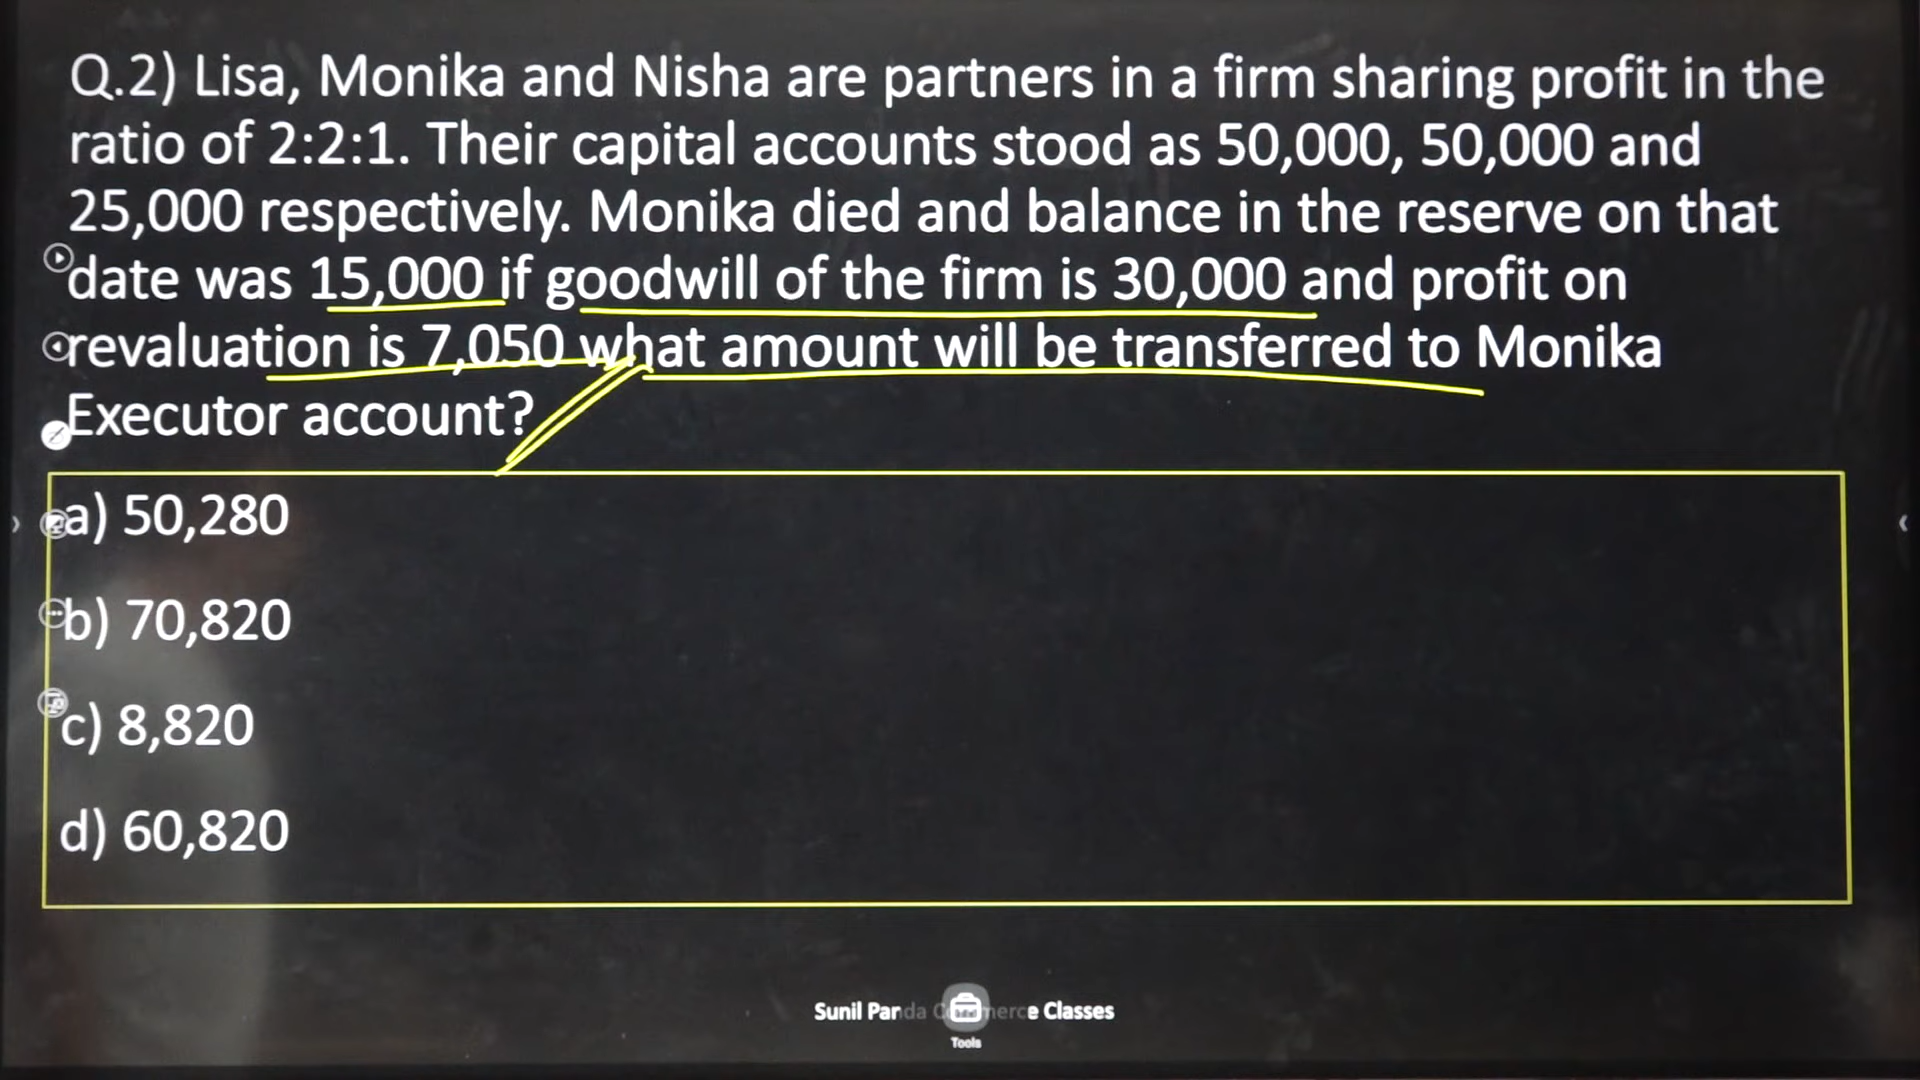 Q.2) Lisa, Monika and Nisha are partners in a firm sharing profit in the
ratio of 2:2:1. Their capital accounts stood as 50,000, 50,000 and
25,000 respectively. Monika died and balance in the reserve on that
date was 15,000 if goodwill of the firm is 30,000 and profit on
revaluation is 7,050 what amount will be transferred to Monika
Executor account?
a) 50,280
b) 70,820
c) 8,820
d) 60,820
Sunil Panda Commerce Classes
Tools